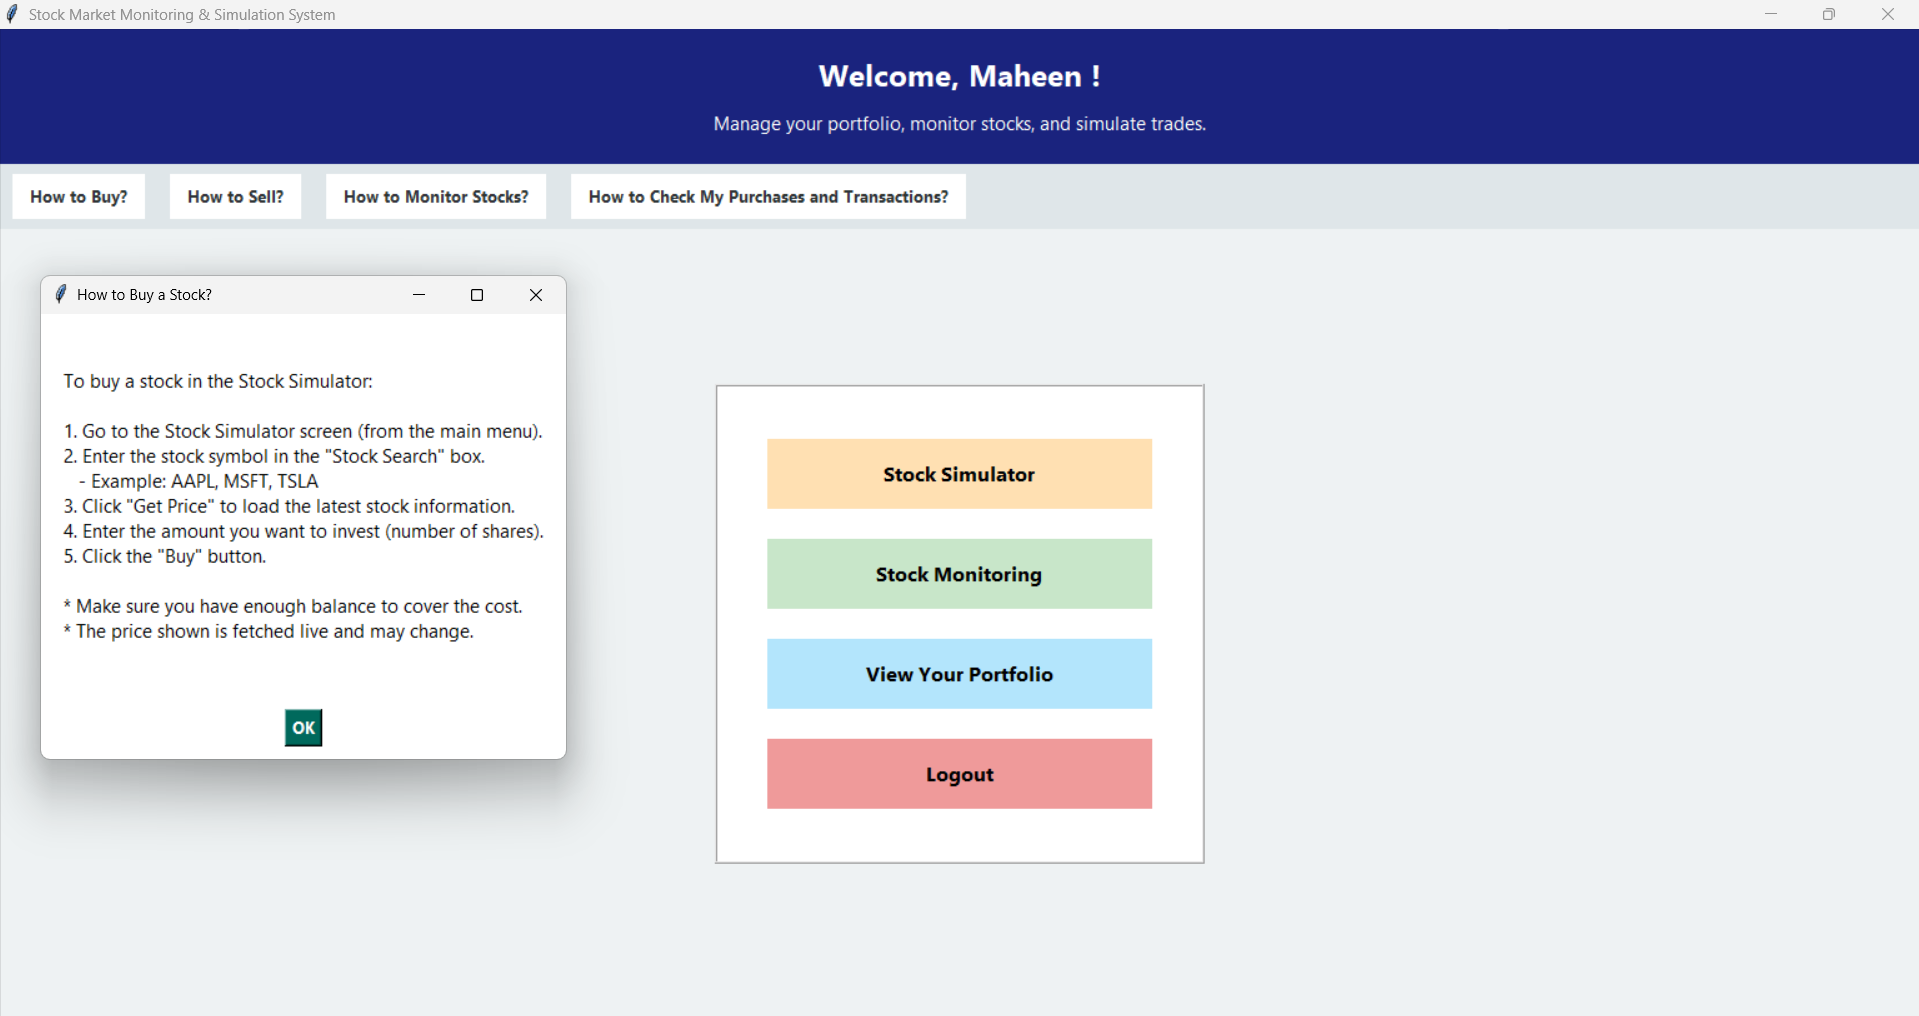 Stock Market Monitoring & Simulation System
Welcome, Maheen !
Manage your portfolio, monitor stocks, and simulate trades.
How to Buy?
How to Sell?
How to Monitor Stocks?
How to Check My Purchases and Transactions?
How to Buy a Stock?
To buy a stock in the Stock Simulator:
1. Go to the Stock Simulator screen (from the main menu).
2. Enter the stock symbol in the "Stock Search" box.
- Example: AAPL, MSFT, TSLA
3. Click "Get Price" to load the latest stock information.
4. Enter the amount you want to invest (number of shares).
5. Click the "Buy" button.
* Make sure you have enough balance to cover the cost.
* The price shown is fetched live and may change.
OK
Stock Simulator
Stock Monitoring
View Your Portfolio
Logout